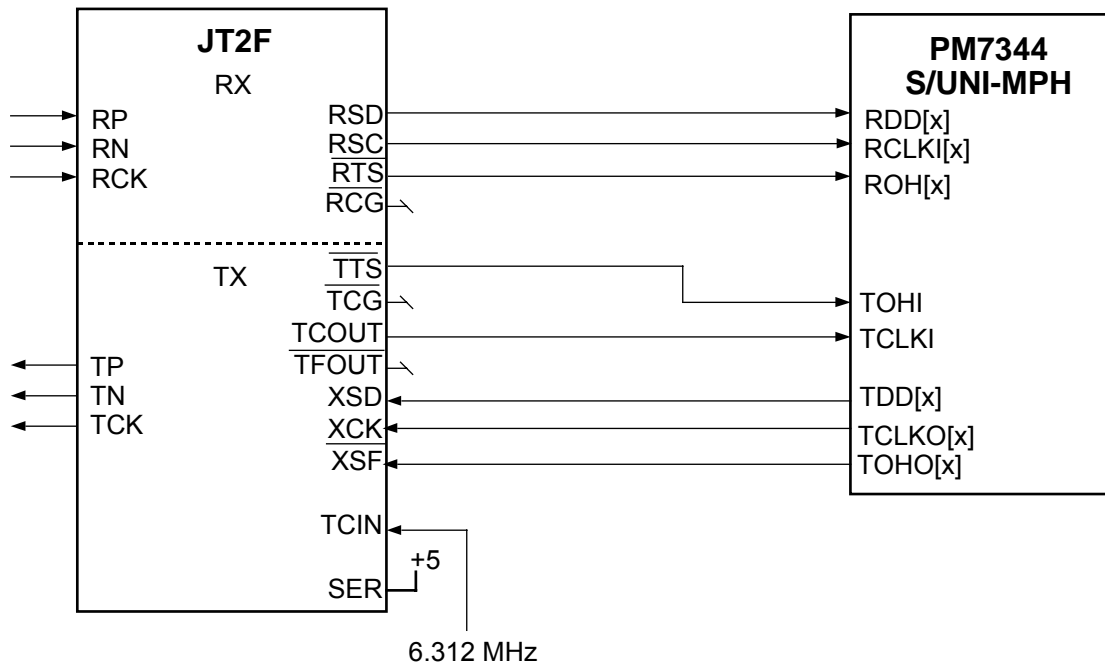 JT2F
RX
RP
RN
RCK
RSD
RSC
RTS
RCG
TX
TTS
TCG
TCOUT
TFOUT
TP
TN
TCK
XSD
XCK
XSF
TCIN
SER
+5
6.312 MHz
PM7344
S/UNI-MPH
RDD[x]
RCLKI[x]
ROH[x]
TOHI
TCLKI
TDD[x]
TCLKO[x]
TOHO[x]